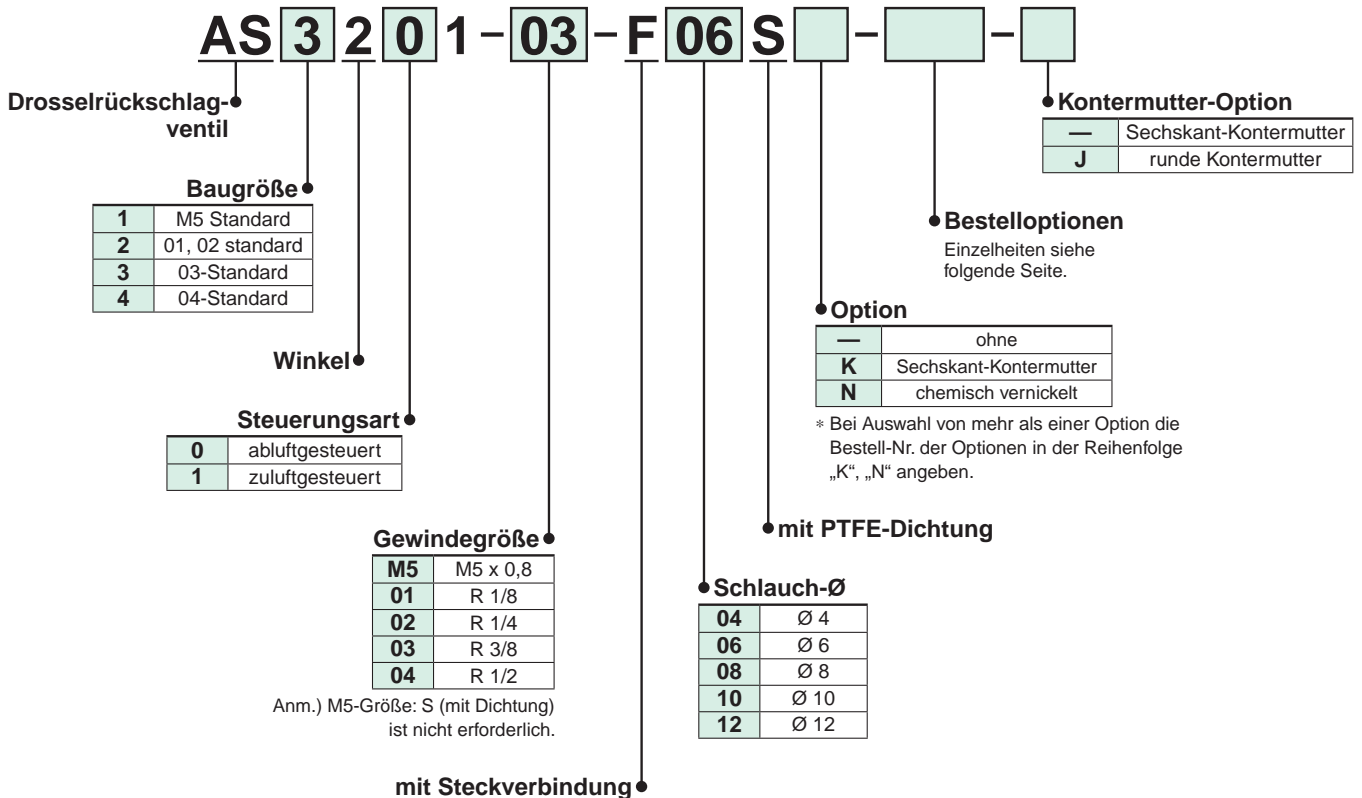 AS 3 2 0 1 – 03 – F 06 S – –
Drosselrückschlag-
ventil
Kontermutter-Option
— Sechskant-Kontermutter
J runde Kontermutter
Baugröße
1 M5 Standard
2 01, 02 standard
3 03-Standard
4 04-Standard
Bestelloptionen
Einzelheiten siehe
folgende Seite.
Option
— ohne
K Sechskant-Kontermutter
N chemisch vernickelt
* Bei Auswahl von mehr als einer Option die
Bestell-Nr. der Optionen in der Reihenfolge
„K“, „N“ angeben.
Winkel
Steuerungsart
0 abluftgesteuert
1 zuluftgesteuert
mit PTFE-Dichtung
Gewindegröße
M5 M5 x 0,8
01 R 1/8
02 R 1/4
03 R 3/8
04 R 1/2
Anm.) M5-Größe: S (mit Dichtung)
ist nicht erforderlich.
Schlauch-Ø
04 Ø 4
06 Ø 6
08 Ø 8
10 Ø 10
12 Ø 12
mit Steckverbindung